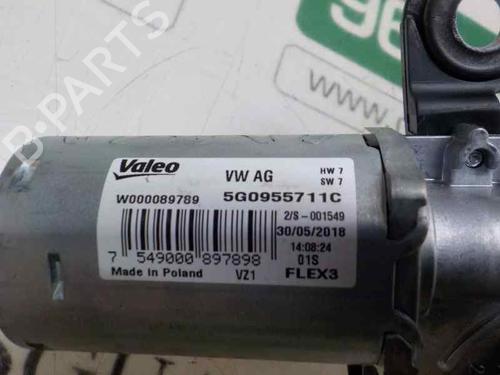 Valeo
VW AG
HW 7
SW 7
W000089789
5G0955711C
2/S -001549
30/05/2018
14:08:24
7 549000 897898
01S
Made in Poland
VZ1
FLEX3
B-PARTS